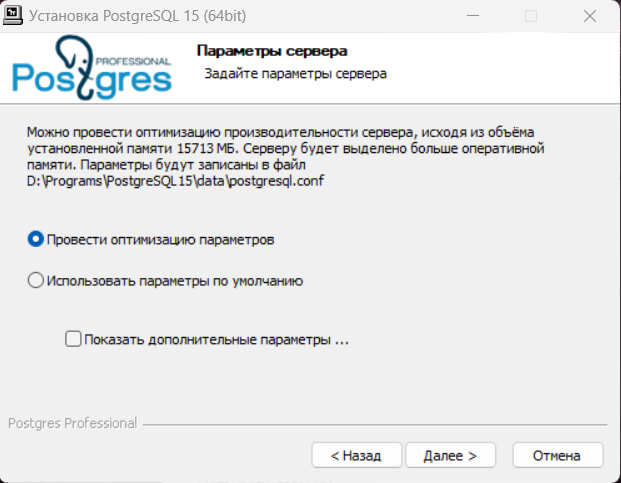 Установка PostgreSQL 15 (64bit)
PROFESSIONAL
Postgres
Параметры сервера
Задайте параметры сервера
Можно провести оптимизацию производительности сервера, исходя из объёма
установленной памяти 15713 МБ. Серверу будет выделено больше оперативной
памяти. Параметры будут записаны в файл
D:\Programs\PostgreSQL15\data\postgresql.conf
Провести оптимизацию параметров
Использовать параметры по умолчанию
Показать дополнительные параметры ...
Postgres Professional
< Назад
Далее >
Отмена